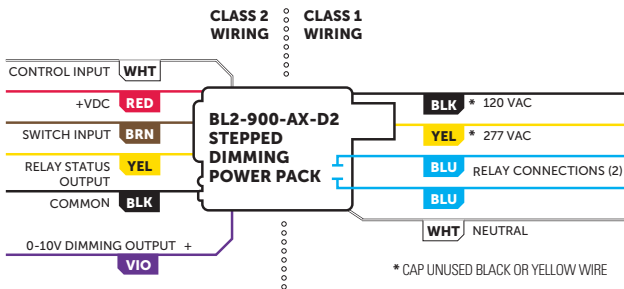 CLASS 2 WIRING
CLASS 1 WIRING
CONTROL INPUT WHT
+VDC RED
SWITCH INPUT BRN
RELAY STATUS OUTPUT YEL
COMMON BLK
0-10V DIMMING OUTPUT +
VIO
BL2-900-AX-D2
STEPPED
DIMMING
POWER PACK
BLK * 120 VAC
YEL * 277 VAC
BLU RELAY CONNECTIONS (2)
BLU
WHT NEUTRAL
* CAP UNUSED BLACK OR YELLOW WIRE